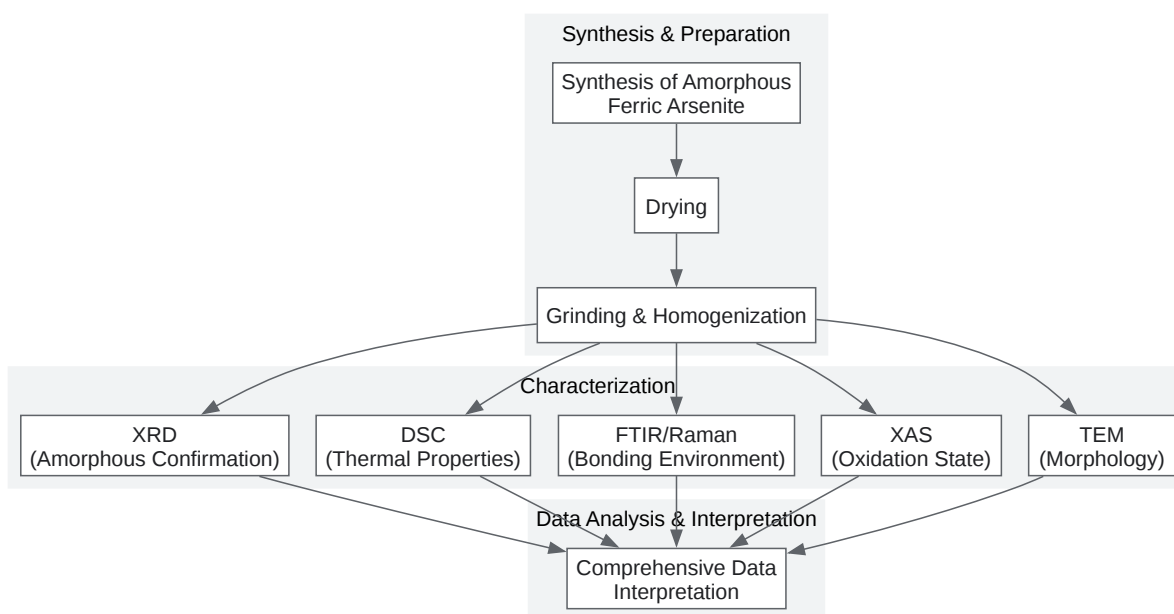 Synthesis & Preparation
Synthesis of Amorphous
Ferric Arsenite
Drying
Grinding & Homogenization
Characterization
XRD
(Amorphous Confirmation)
DSC
(Thermal Properties)
FTIR/Raman
(Bonding Environment)
XAS
(Oxidation State)
TEM
(Morphology)
Data Analysis & Interpretation
Comprehensive Data
Interpretation